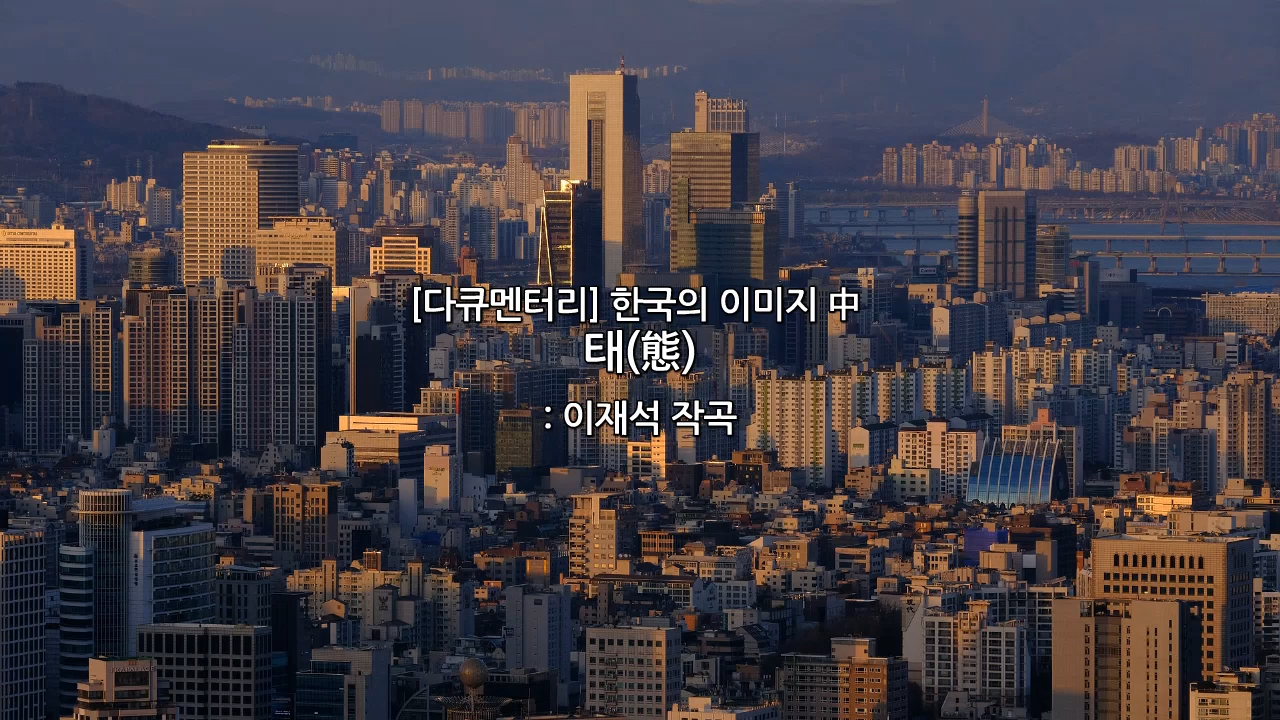 [다큐멘터리] 한국의 이미지 中
태(態)
: 이재석 작곡